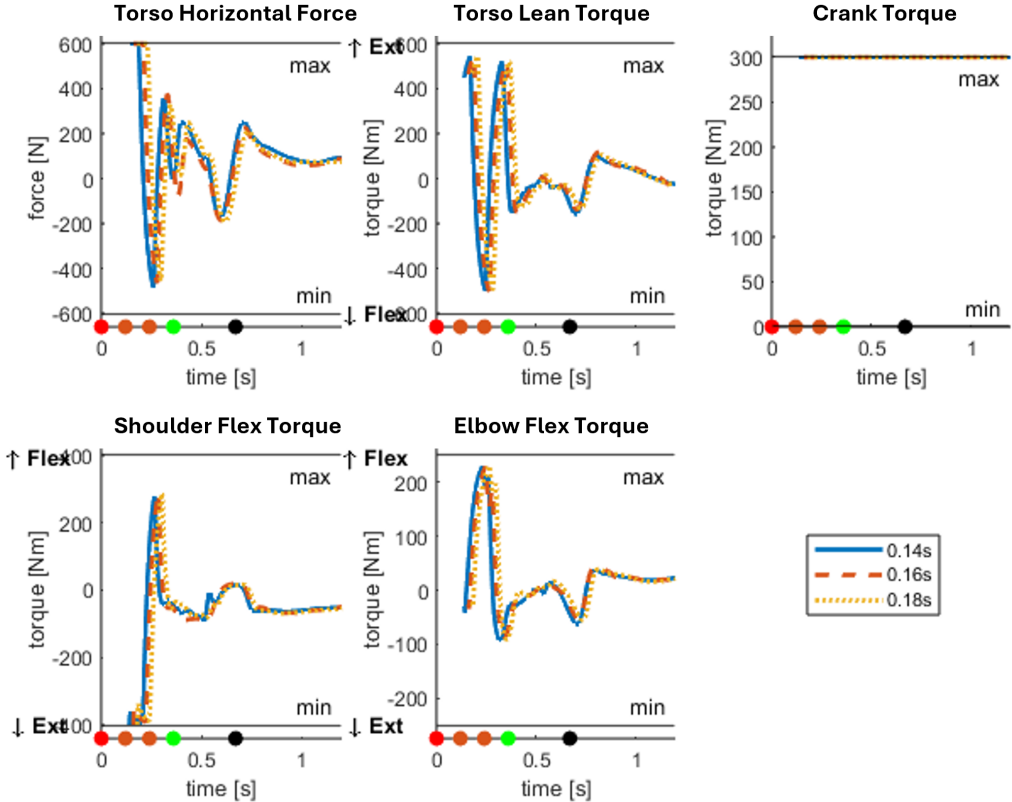 Torso Horizontal Force
600
400
200
0
-200
-400
-600
force [N]
max
min
0
0.5
1
time [s]
Torso Lean Torque
↑ Ext
↓ Flex
600
400
200
0
-200
-400
torque [Nm]
max
min
0
0.5
1
time [s]
Crank Torque
300
250
200
150
100
50
0
torque [Nm]
max
min
0
0.5
1
time [s]
Shoulder Flex Torque
↑ Flex
↓ Ext
200
0
-200
torque [Nm]
max
min
0
0.5
1
time [s]
Elbow Flex Torque
↑ Flex
↓ Ext
200
100
0
-100
-200
torque [Nm]
max
min
0
0.5
1
time [s]
0.14s
0.16s
0.18s